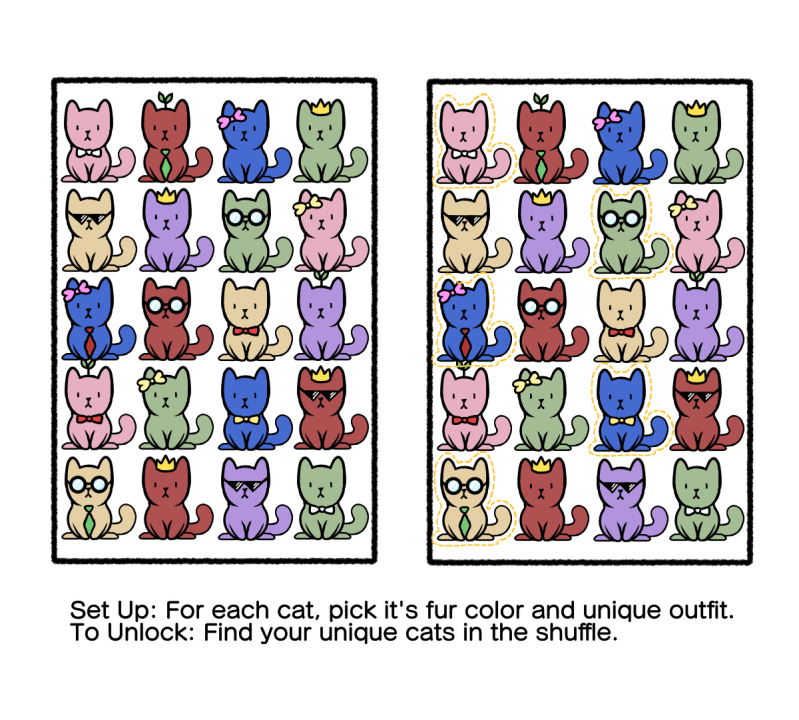 Set Up: For each cat, pick it's fur color and unique outfit.
To Unlock: Find your unique cats in the shuffle.